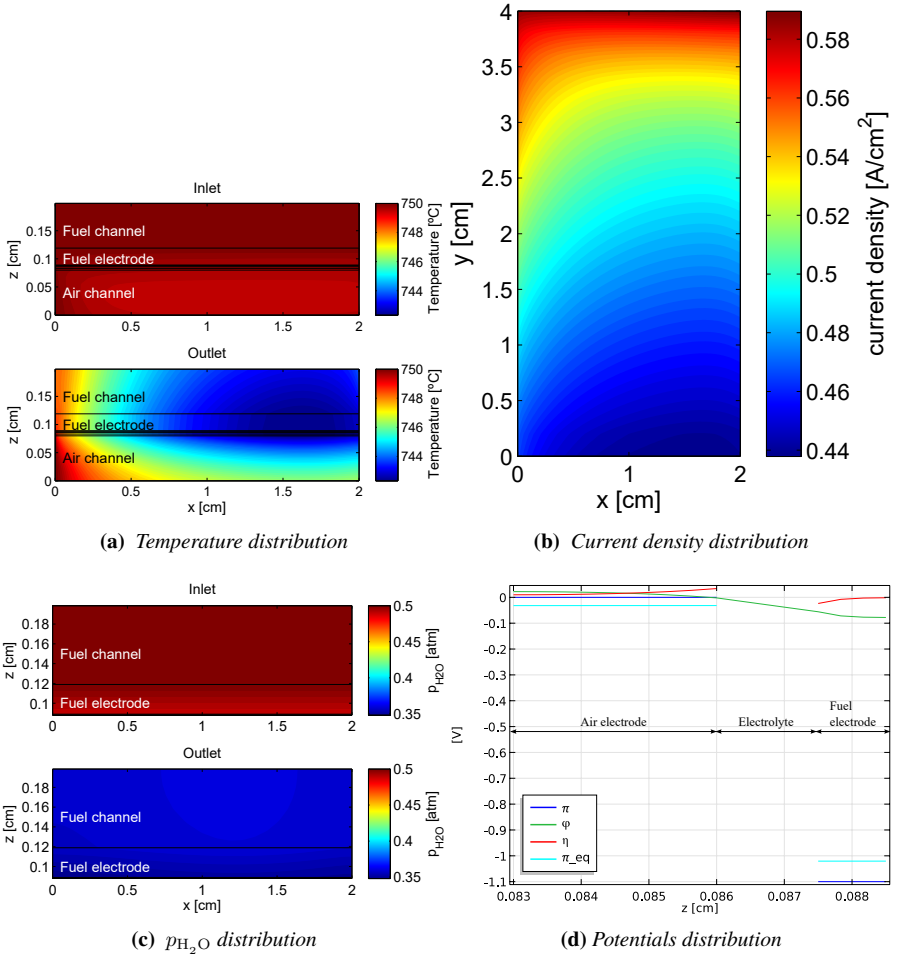 Inlet
Fuel channel
Fuel electrode
Air channel
z [cm]
0.15
0.1
0.05
0
0 0.5 1 1.5 2
750
748
746
744
Temperature [ºC]
Outlet
Fuel channel
Fuel electrode
Air channel
z [cm]
0.15
0.1
0.05
0
0 0.5 1 1.5 2
x [cm]
750
748
746
744
Temperature [ºC]
(a) Temperature distribution
4
3.5
3
2.5
2
1.5
1
0.5
0
y [cm]
0 1 2
x [cm]
0.58
0.56
0.54
0.52
0.5
0.48
0.46
0.44
current density [A/cm²]
(b) Current density distribution
Inlet
Fuel channel
Fuel electrode
z [cm]
0.18
0.16
0.14
0.12
0.1
0 0.5 1 1.5 2
0.5
0.45
0.4
0.35
pH2O [atm]
Outlet
Fuel channel
Fuel electrode
z [cm]
0.18
0.16
0.14
0.12
0.1
0 0.5 1 1.5 2
x [cm]
0.5
0.45
0.4
0.35
pH2O [atm]
(c) pH₂O distribution
0
-0.1
-0.2
-0.3
-0.4
-0.5
-0.6
-0.7
-0.8
-0.9
-1
-1.1
[V]
Air electrode
Electrolyte
Fuel
electrode
π
φ
η
π_eq
0.083 0.084 0.085 0.086 0.087 0.088
z [cm]
(d) Potentials distribution